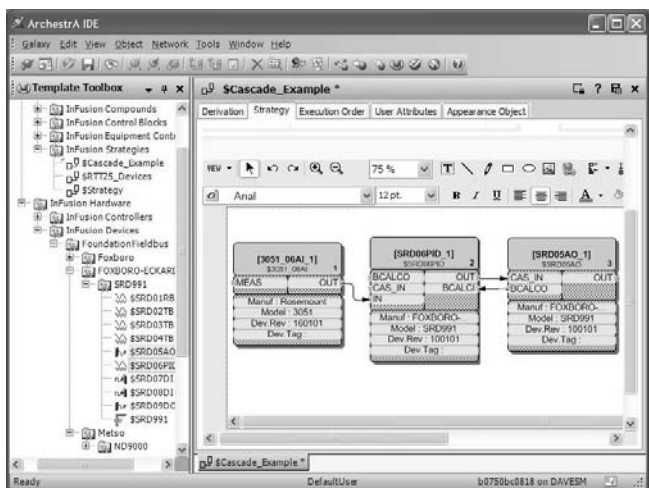 ArchestrA IDE
Galaxy Edit View Object Network Tools Window Help
Template Toolbox
InFusion Compounds
InFusion Control Blocks
InFusion Equipment Conti
InFusion Strategies
$Cascade_Example
$RTT25_Devices
$Strategy
InFusion Hardware
InFusion Controllers
InFusion Devices
FoundationFieldbus
Foxboro
FOXBORO-ECKARI
SRD991
$SRD01RB
$SRD02TB
$SRD03TB
$SRD04TB
$SRD05AO
$SRD06PID
$SRD07DI
$SRD08DI
$SRD09DO
$SRD991
Metso
ND9000
$Cascade_Example *
Derivation Strategy Execution Order User Attributes Appearance Object
75 % T
Arial 12 pt. B I U A
[3051_06AI_1]
$3051_06AI 1
MEAS OUT
Manuf : Rosemount
Model : 3051
Dev.Rev : 160101
Dev.Tag :
[SRD06PID_1]
$SRD06PID 2
BCALCO OUT
CAS_IN BCALCI
IN
Manuf : FOXBORO-
Model : SRD991
Dev.Rev : 100101
Dev.Tag :
[SRD05AO_1]
$SRD05AO 3
CAS_IN OUT
BCALCO
Manuf : FOXBORO-...
Model : SRD991
Dev.Rev : 100101
Dev.Tag :
$Cascade_Example *
Ready DefaultUser b0750bc0818 on DAVESM